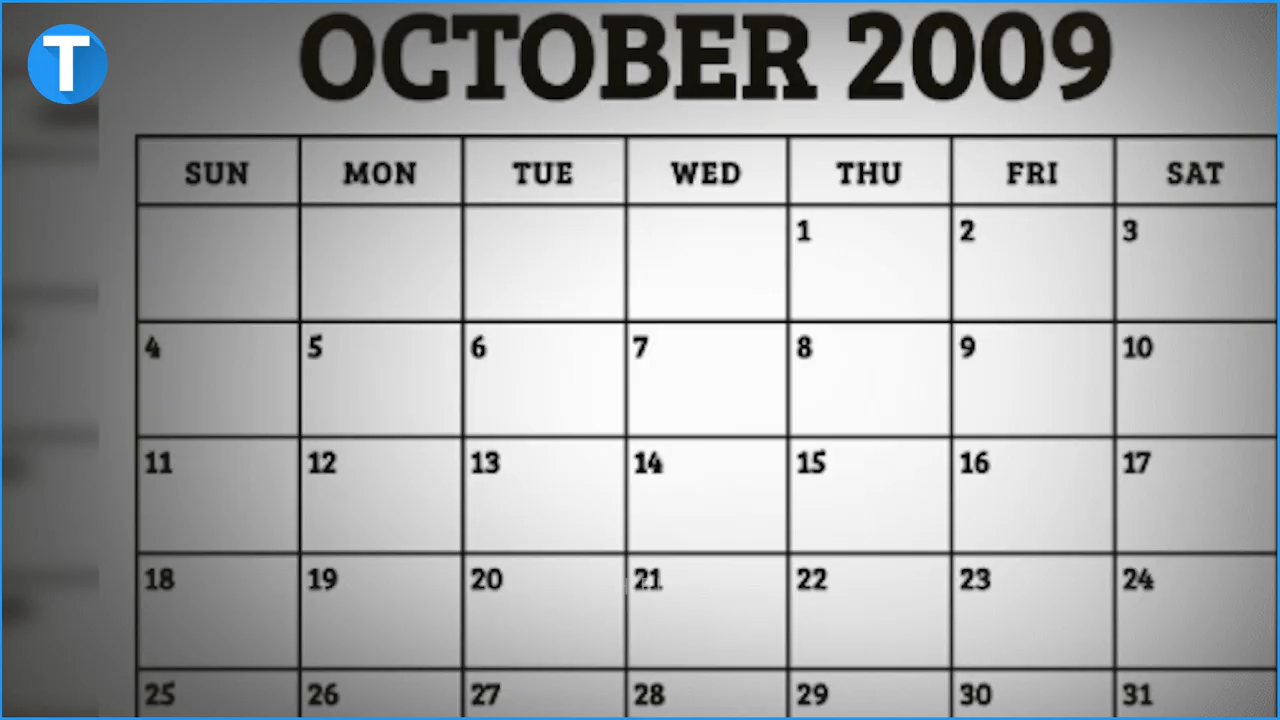 T
OCTOBER 2009
SUN MON TUE WED THU FRI SAT
1 2 3
4 5 6 7 8 9 10
11 12 13 14 15 16 17
18 19 20 21 22 23 24
25 26 27 28 29 30 31